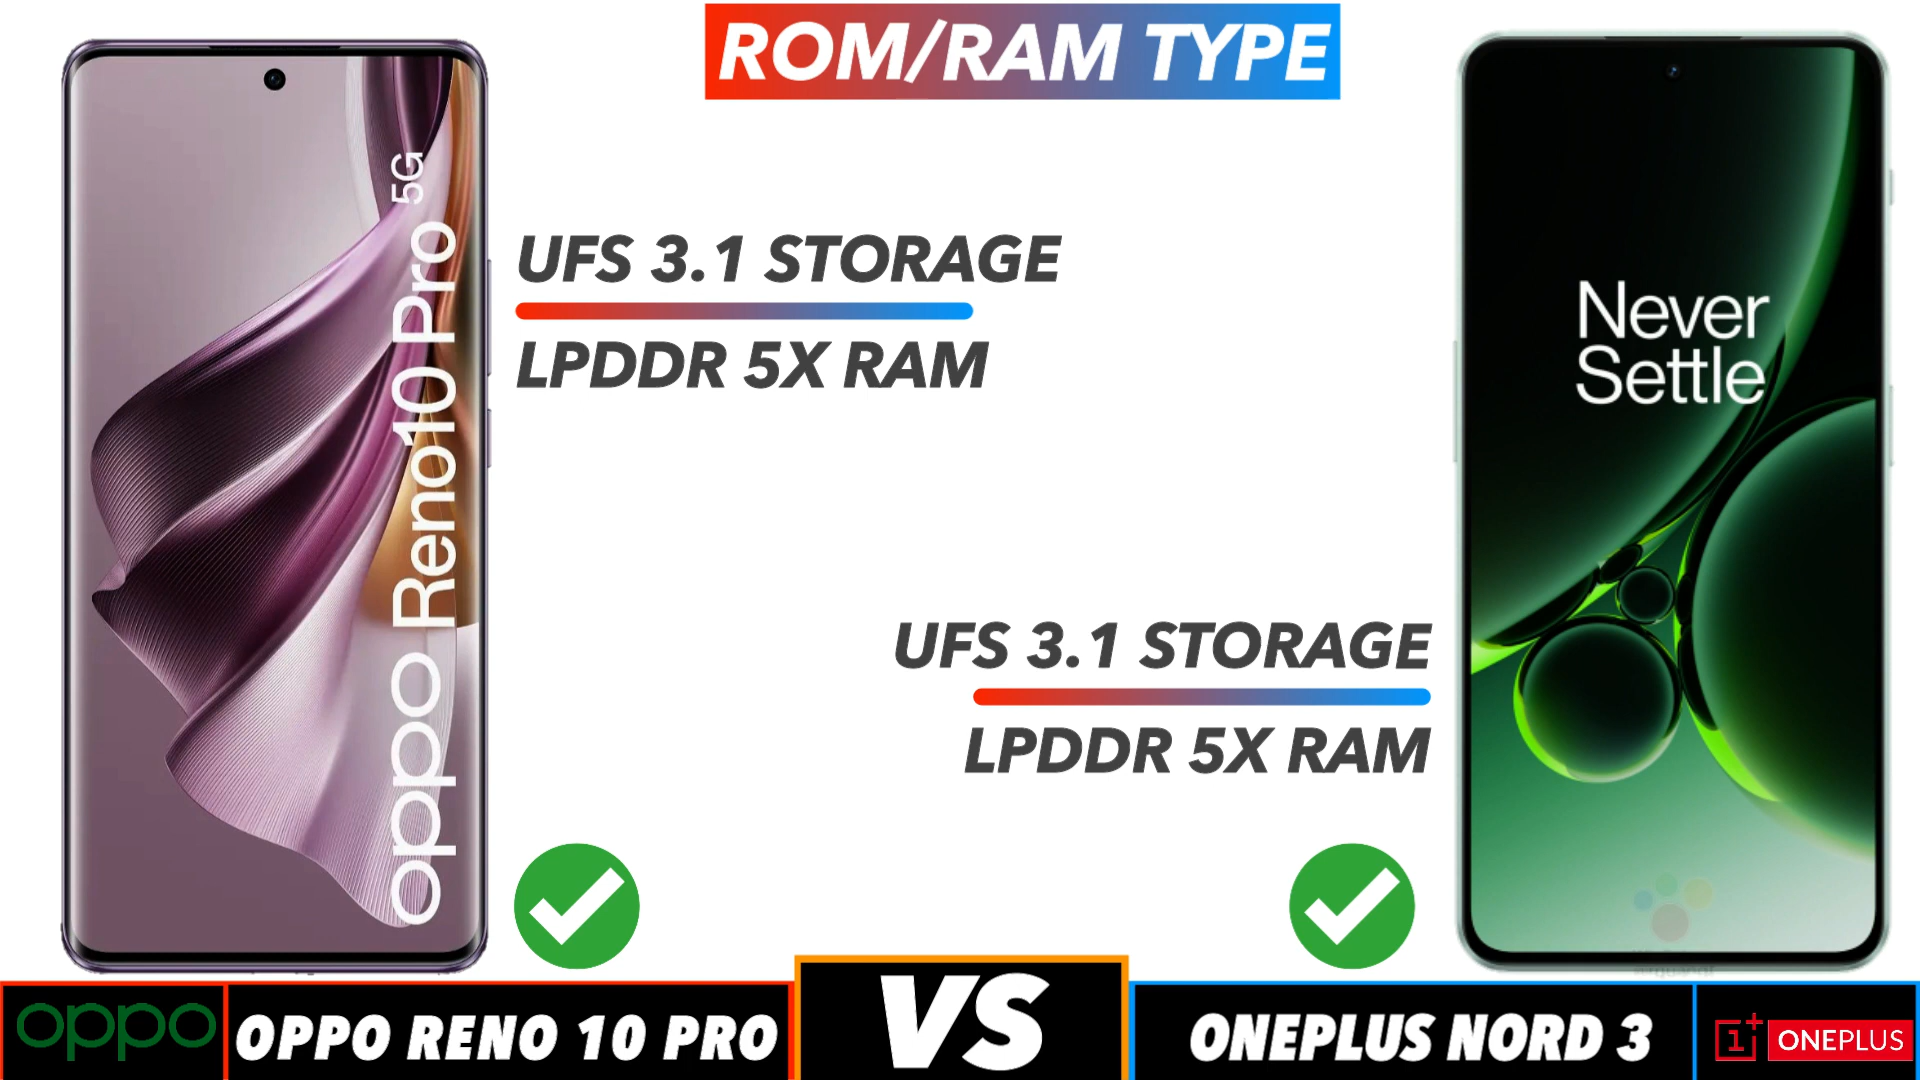 ROM/RAM TYPE
oppo Reno10 Pro 5G
UFS 3.1 STORAGE
LPDDR 5X RAM
Never
Settle
UFS 3.1 STORAGE
LPDDR 5X RAM
oppo
OPPO RENO 10 PRO
VS
ONEPLUS NORD 3
1+ ONEPLUS